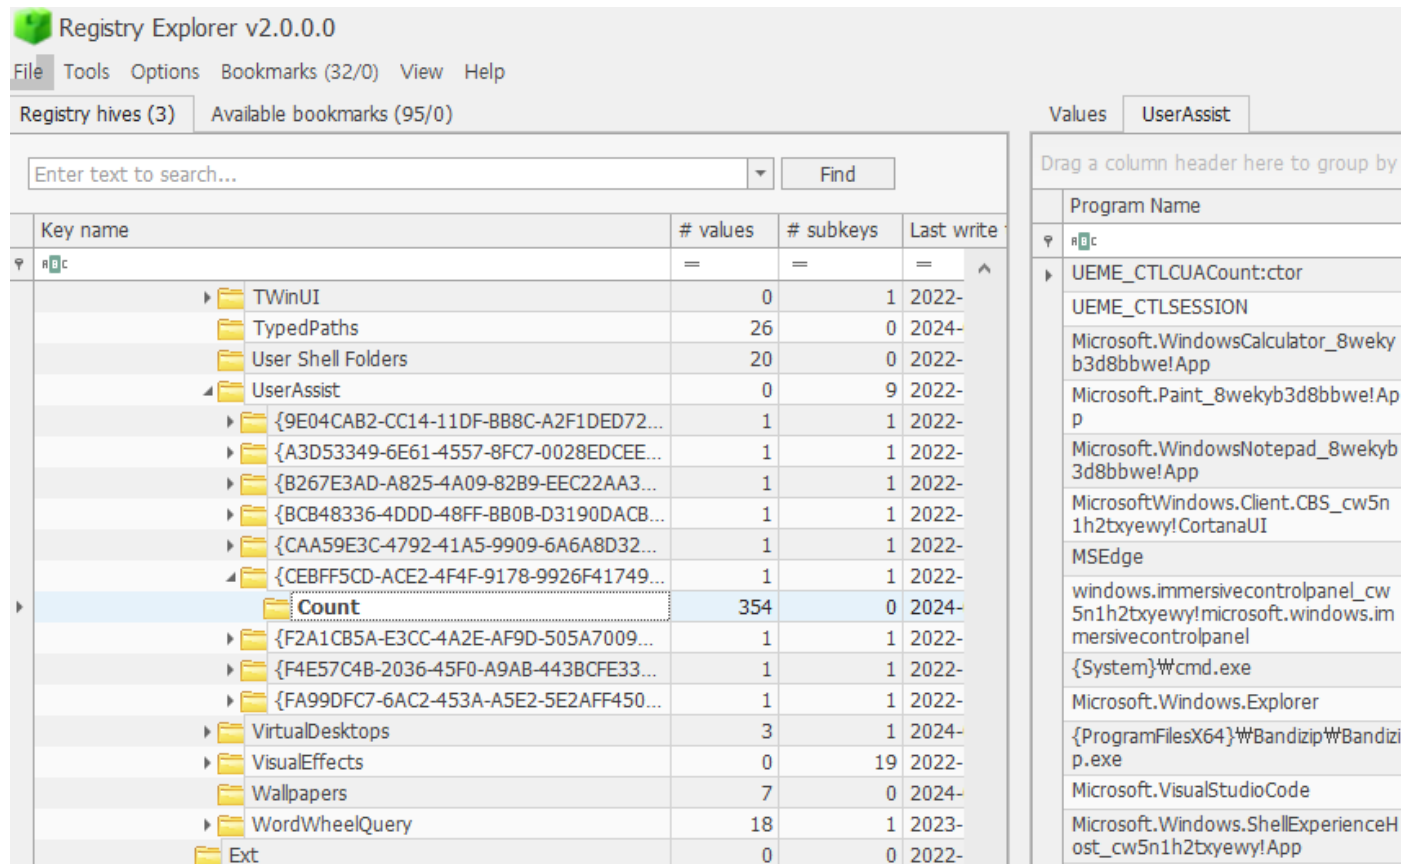 Registry Explorer v2.0.0.0
File Tools Options Bookmarks (32/0) View Help
Registry hives (3) Available bookmarks (95/0)
Enter text to search... Find
Key name # values # subkeys Last write
ABC = = =
TWinUI 0 1 2022-
TypedPaths 26 0 2024-
User Shell Folders 20 0 2022-
UserAssist 0 9 2022-
{9E04CAB2-CC14-11DF-BB8C-A2F1DED72... 1 1 2022-
{A3D53349-6E61-4557-8FC7-0028EDCEE... 1 1 2022-
{B267E3AD-A825-4A09-82B9-EEC22AA3... 1 1 2022-
{BCB48336-4DDD-48FF-BB0B-D3190DACB... 1 1 2022-
{CAA59E3C-4792-41A5-9909-6A6A8D32... 1 1 2022-
{CEBFF5CD-ACE2-4F4F-9178-9926F41749... 1 1 2022-
Count 354 0 2024-
{F2A1CB5A-E3CC-4A2E-AF9D-505A7009... 1 1 2022-
{F4E57C4B-2036-45F0-A9AB-443BCFE33... 1 1 2022-
{FA99DFC7-6AC2-453A-A5E2-5E2AFF450... 1 1 2022-
VirtualDesktops 3 1 2024-
VisualEffects 0 19 2022-
Wallpapers 7 0 2024-
WordWheelQuery 18 1 2023-
Ext 0 0 2022-
Values UserAssist
Drag a column header here to group by
Program Name
ABC
UEME_CTLCUACount:ctor
UEME_CTLSESSION
Microsoft.WindowsCalculator_8weky
b3d8bbwe!App
Microsoft.Paint_8wekyb3d8bbwe!Ap
p
Microsoft.WindowsNotepad_8wekyb
3d8bbwe!App
MicrosoftWindows.Client.CBS_cw5n
1h2txyewy!CortanaUI
MSEdge
windows.immersivecontrolpanel_cw
5n1h2txyewy!microsoft.windows.im
mersivecontrolpanel
{System}₩cmd.exe
Microsoft.Windows.Explorer
{ProgramFilesX64}₩Bandizip₩Bandizi
p.exe
Microsoft.VisualStudioCode
Microsoft.Windows.ShellExperienceH
ost_cw5n1h2txyewy!App